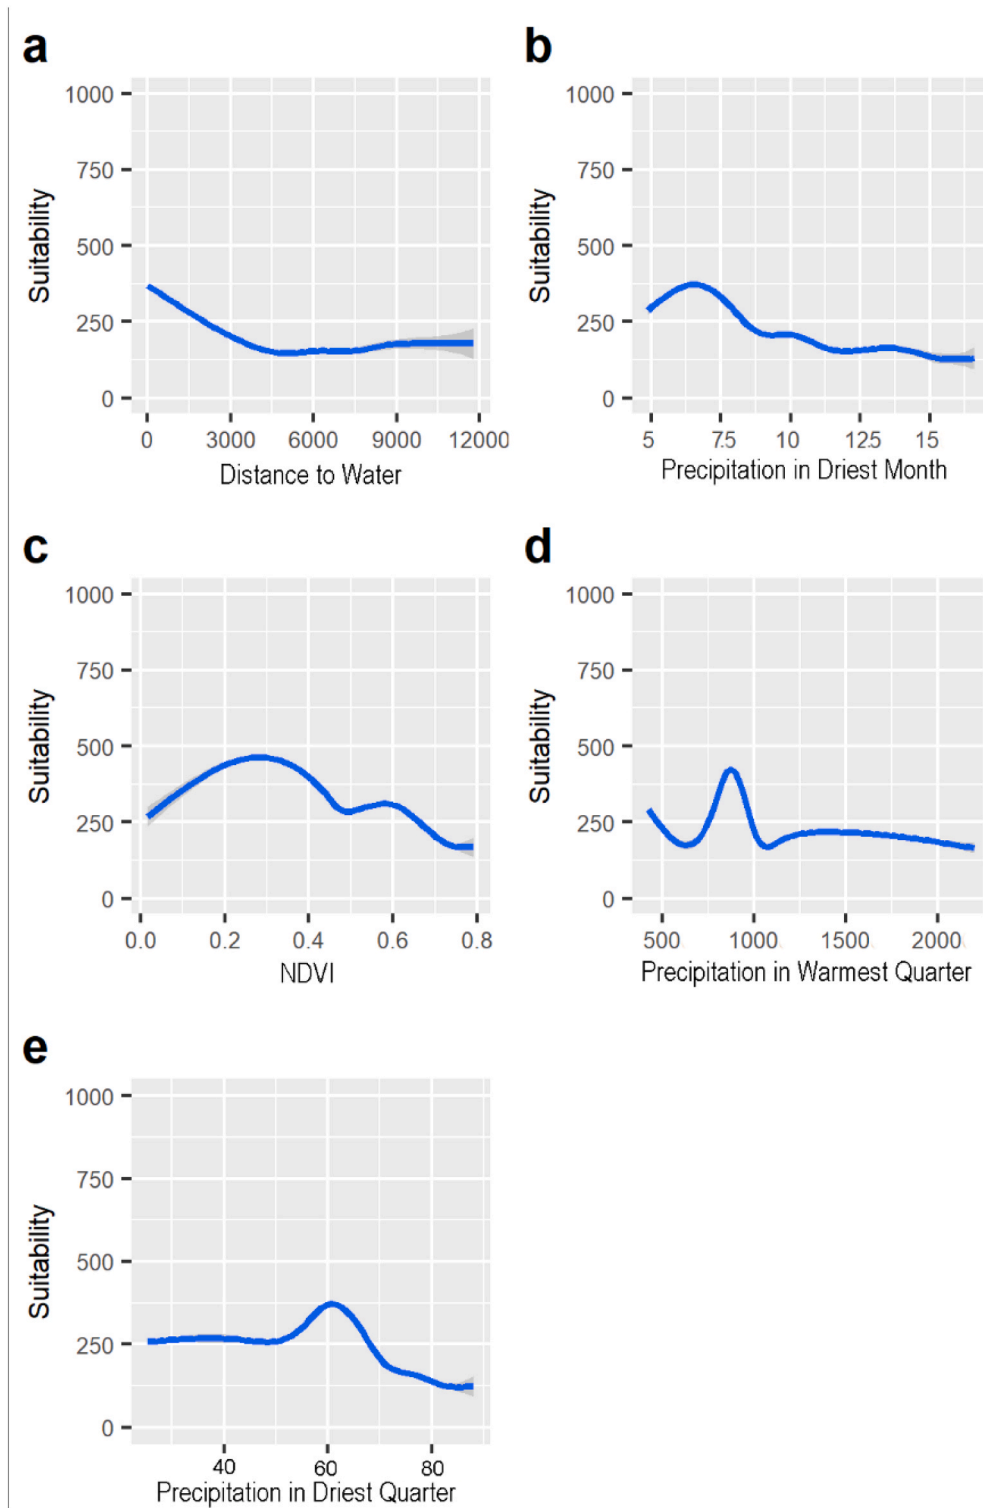 a
b
1000
750
500
250
0
Suitability
0 3000 6000 9000 12000
Distance to Water
1000
750
500
250
0
Suitability
5 7.5 10 12.5 15
Precipitation in Driest Month
c
d
1000
750
500
250
0
Suitability
0.0 0.2 0.4 0.6 0.8
NDVI
1000
750
500
250
0
Suitability
500 1000 1500 2000
Precipitation in Warmest Quarter
e
1000
750
500
250
0
Suitability
40 60 80
Precipitation in Driest Quarter